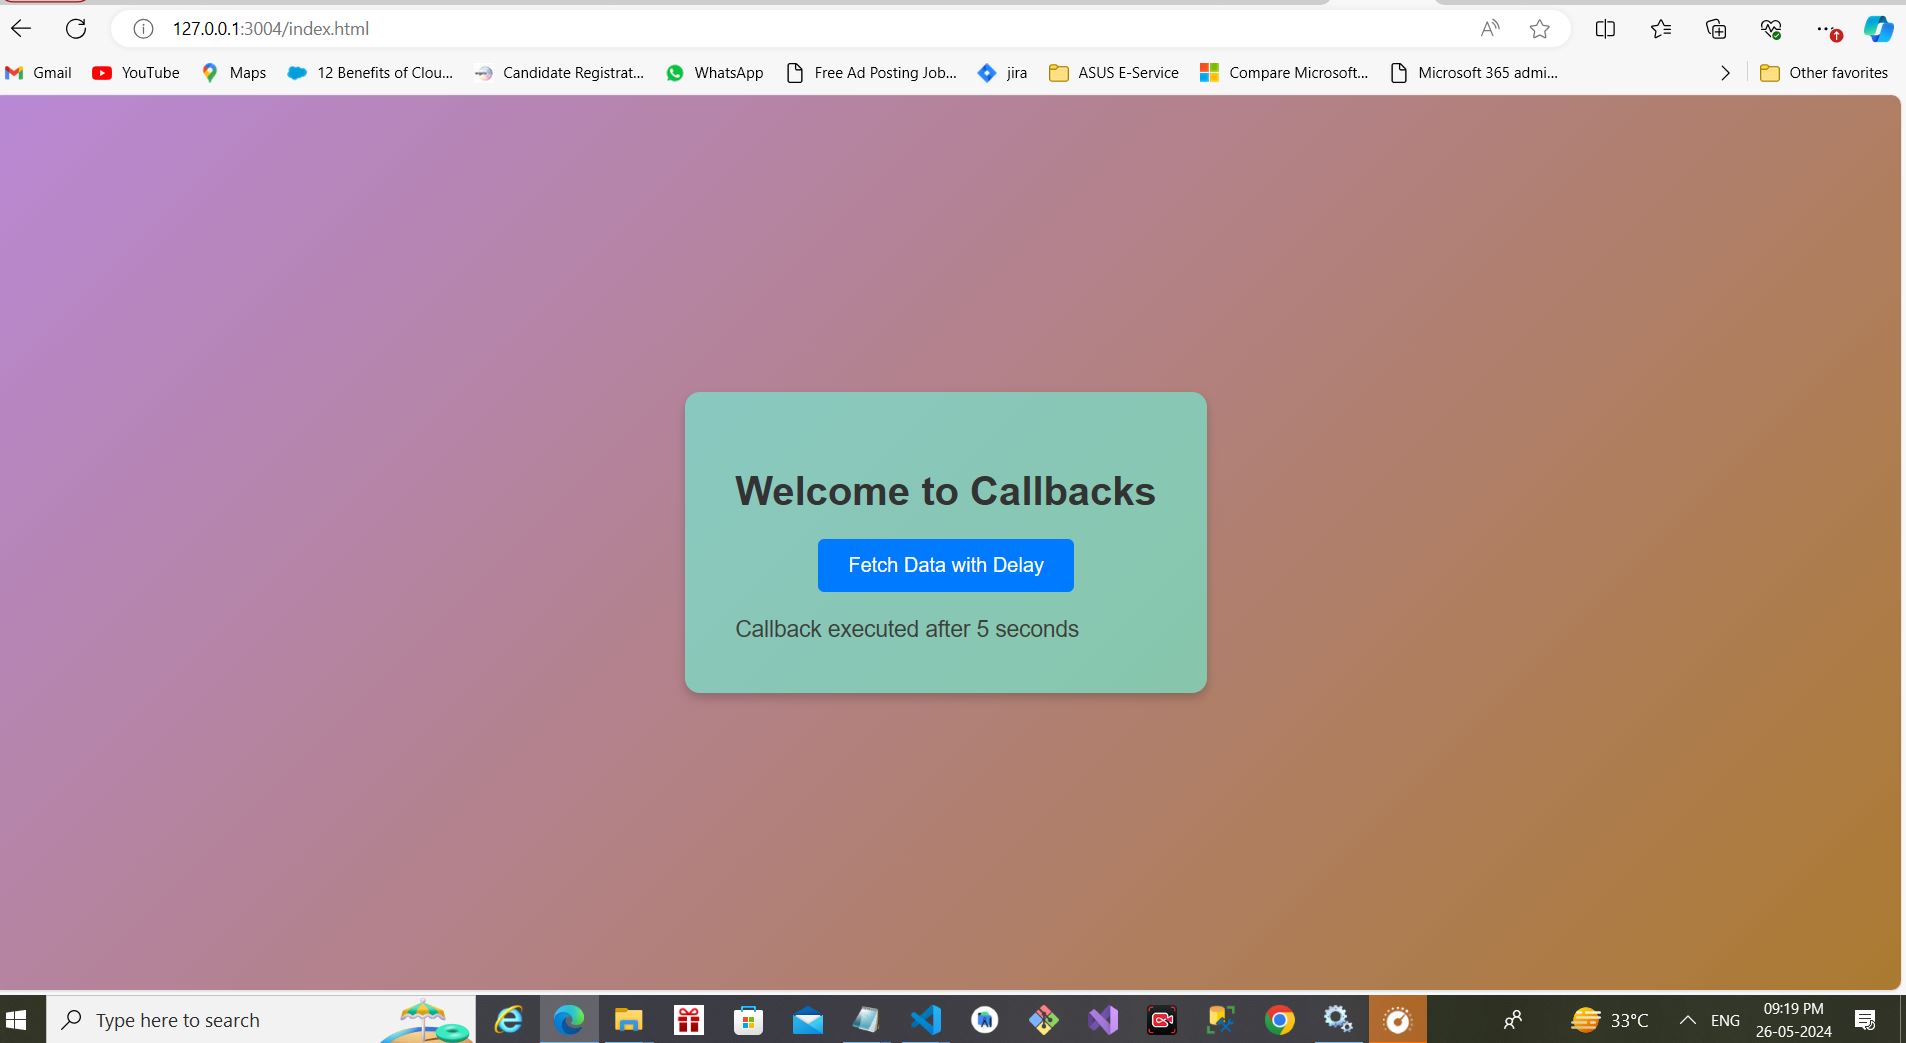 127.0.0.1:3004/index.html
Gmail YouTube Maps 12 Benefits of Clou... Candidate Registrat... WhatsApp Free Ad Posting Job... jira ASUS E-Service Compare Microsoft... Microsoft 365 admi... Other favorites
Welcome to Callbacks
Fetch Data with Delay
Callback executed after 5 seconds
Type here to search
33°C
ENG
09:19 PM
26-05-2024